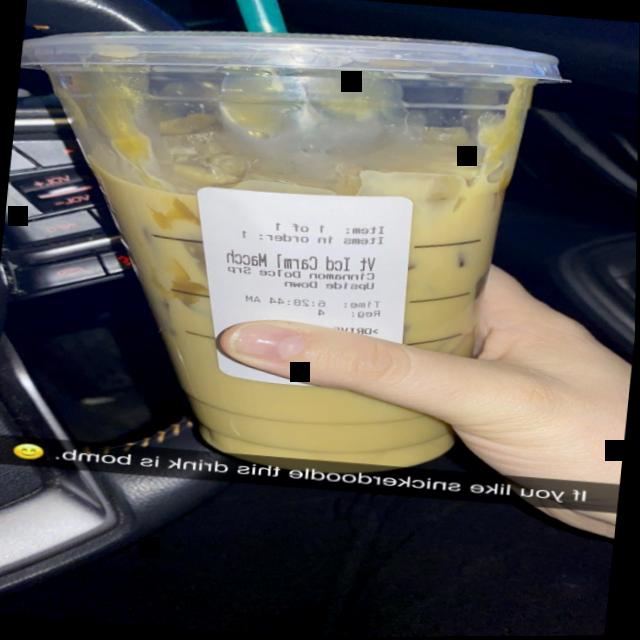 Item: 1 of 1
Items in order: 1
Vt Icd Carml Macch
Cinnamon Dolce Srp
Upside Down
Time: 6:28:44 AM
Reg: 4
If you like snickerdoodle this drink is bomb. 😊